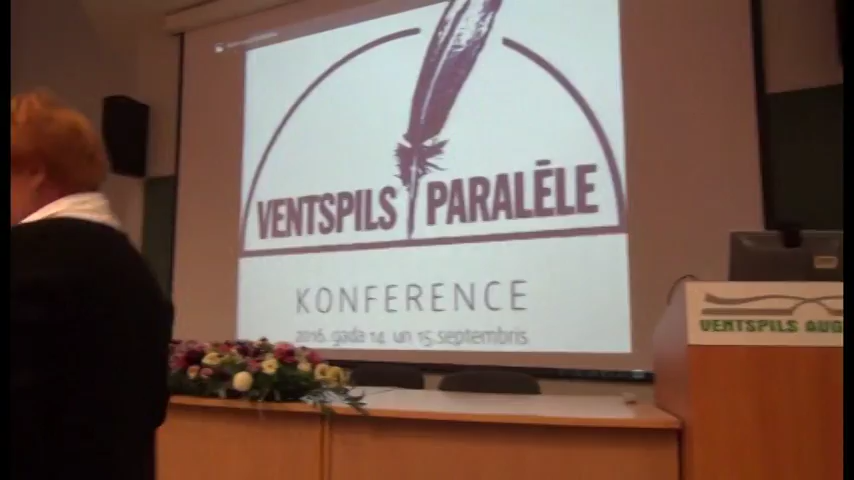 VENTSPILS PARALĒLE
KONFERENCE
2016. gada 14. un 15.septembris
VENTSPILS AUG